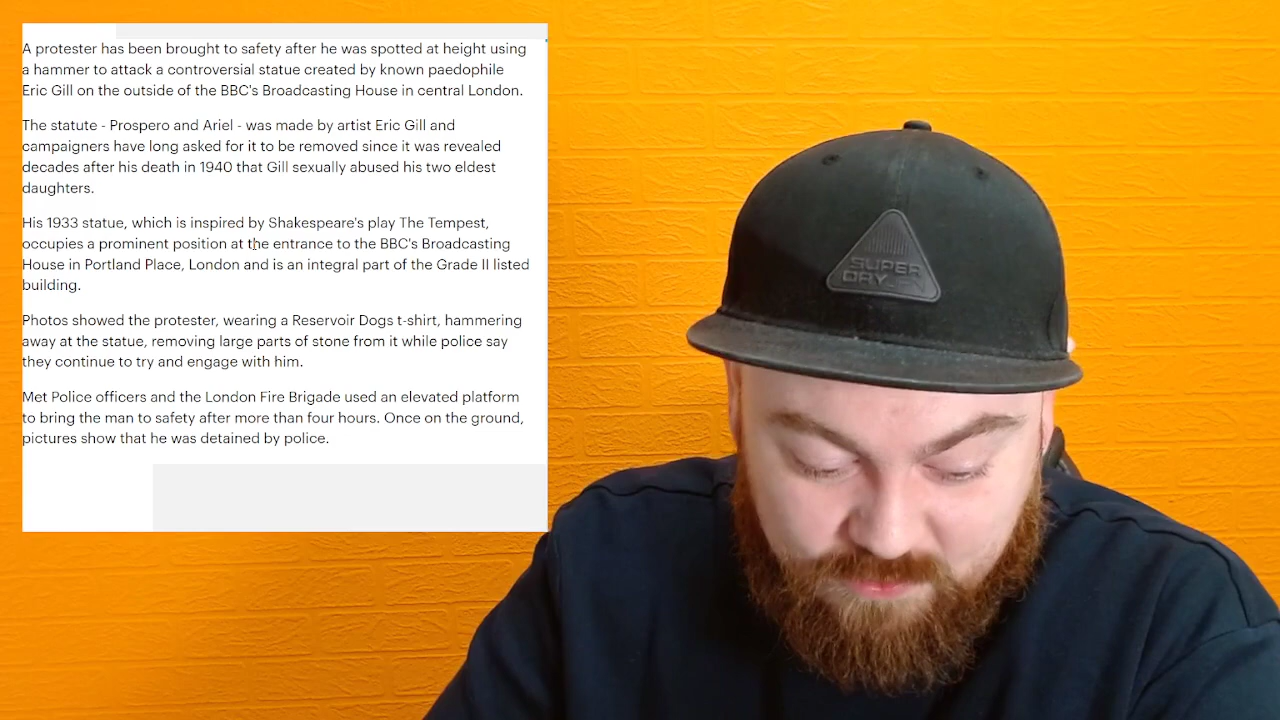 A protester has been brought to safety after he was spotted at height using
a hammer to attack a controversial statue created by known paedophile
Eric Gill on the outside of the BBC's Broadcasting House in central London.
The statute - Prospero and Ariel - was made by artist Eric Gill and
campaigners have long asked for it to be removed since it was revealed
decades after his death in 1940 that Gill sexually abused his two eldest
daughters.
His 1933 statue, which is inspired by Shakespeare's play The Tempest,
occupies a prominent position at the entrance to the BBC's Broadcasting
House in Portland Place, London and is an integral part of the Grade II listed
building.
Photos showed the protester, wearing a Reservoir Dogs t-shirt, hammering
away at the statue, removing large parts of stone from it while police say
they continue to try and engage with him.
Met Police officers and the London Fire Brigade used an elevated platform
to bring the man to safety after more than four hours. Once on the ground,
pictures show that he was detained by police.
SUPER
DRY